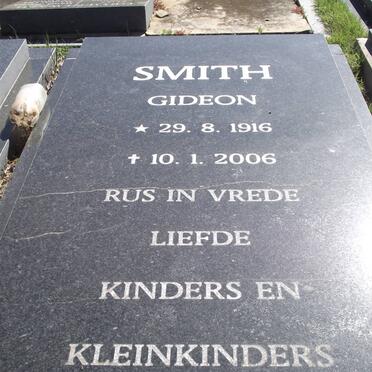 SMITH
GIDEON
★ 29. 8. 1916
✝ 10. 1. 2006
RUS IN VREDE
LIEFDE
KINDERS EN
KLEINKINDERS